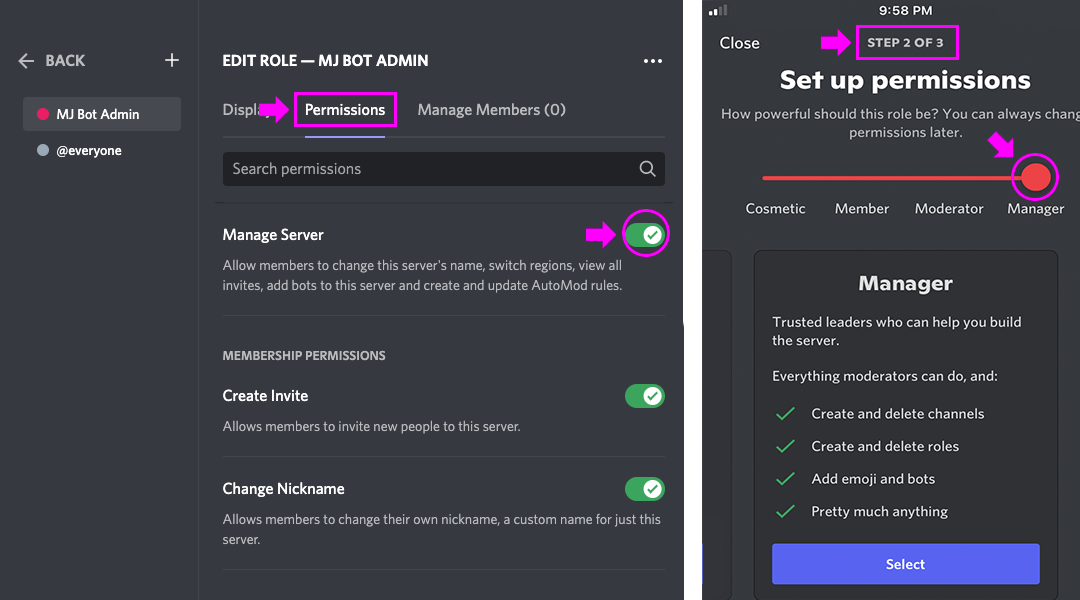 BACK
MJ Bot Admin
@everyone
EDIT ROLE — MJ BOT ADMIN
Permissions
Manage Members (0)
Search permissions
Manage Server
Allow members to change this server's name, switch regions, view all
invites, add bots to this server and create and update AutoMod rules.
MEMBERSHIP PERMISSIONS
Create Invite
Allows members to invite new people to this server.
Change Nickname
Allows members to change their own nickname, a custom name for just this
server.
9:58 PM
Close
STEP 2 OF 3
Set up permissions
How powerful should this role be? You can always chang
permissions later.
Cosmetic
Member
Moderator
Manager
Manager
Trusted leaders who can help you build
the server.
Everything moderators can do, and:
Create and delete channels
Create and delete roles
Add emoji and bots
Pretty much anything
Select